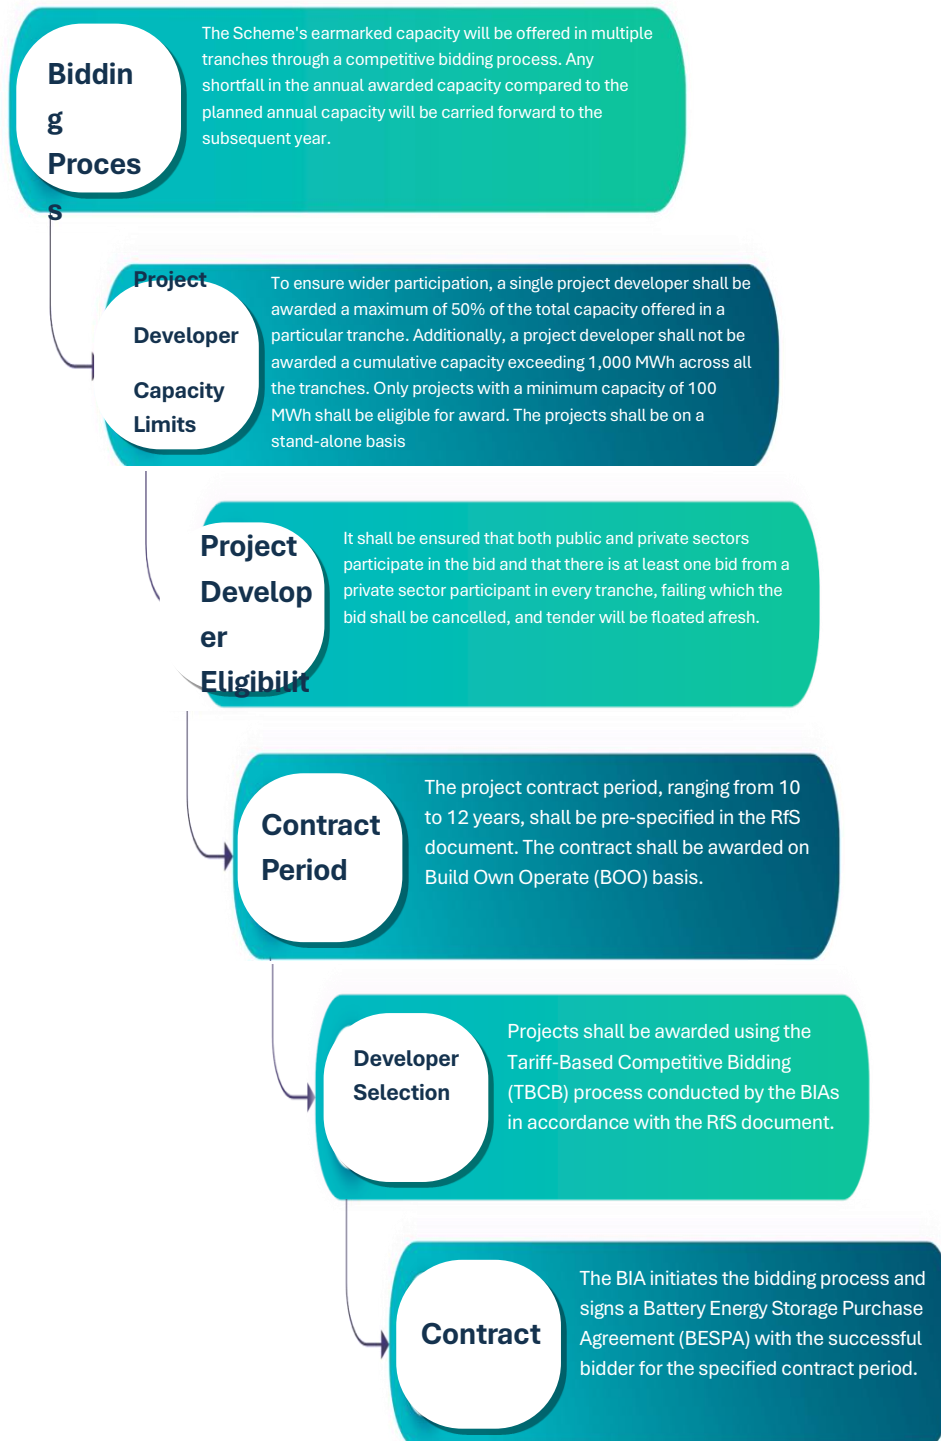 Biddin
g
Proces
s
The Scheme's earmarked capacity will be offered in multiple
tranches through a competitive bidding process. Any
shortfall in the annual awarded capacity compared to the
planned annual capacity will be carried forward to the
subsequent year.
Project
Developer
Capacity
Limits
To ensure wider participation, a single project developer shall be
awarded a maximum of 50% of the total capacity offered in a
particular tranche. Additionally, a project developer shall not be
awarded a cumulative capacity exceeding 1,000 MWh across all
the tranches. Only projects with a minimum capacity of 100
MWh shall be eligible for award. The projects shall be on a
stand-alone basis
Project
Develop
er
Eligibilit
It shall be ensured that both public and private sectors
participate in the bid and that there is at least one bid from a
private sector participant in every tranche, failing which the
bid shall be cancelled, and tender will be floated afresh.
Contract
Period
The project contract period, ranging from 10
to 12 years, shall be pre-specified in the RfS
document. The contract shall be awarded on
Build Own Operate (BOO) basis.
Developer
Selection
Projects shall be awarded using the
Tariff-Based Competitive Bidding
(TBCB) process conducted by the BIAs
in accordance with the RfS document.
Contract
The BIA initiates the bidding process and
signs a Battery Energy Storage Purchase
Agreement (BESPA) with the successful
bidder for the specified contract period.